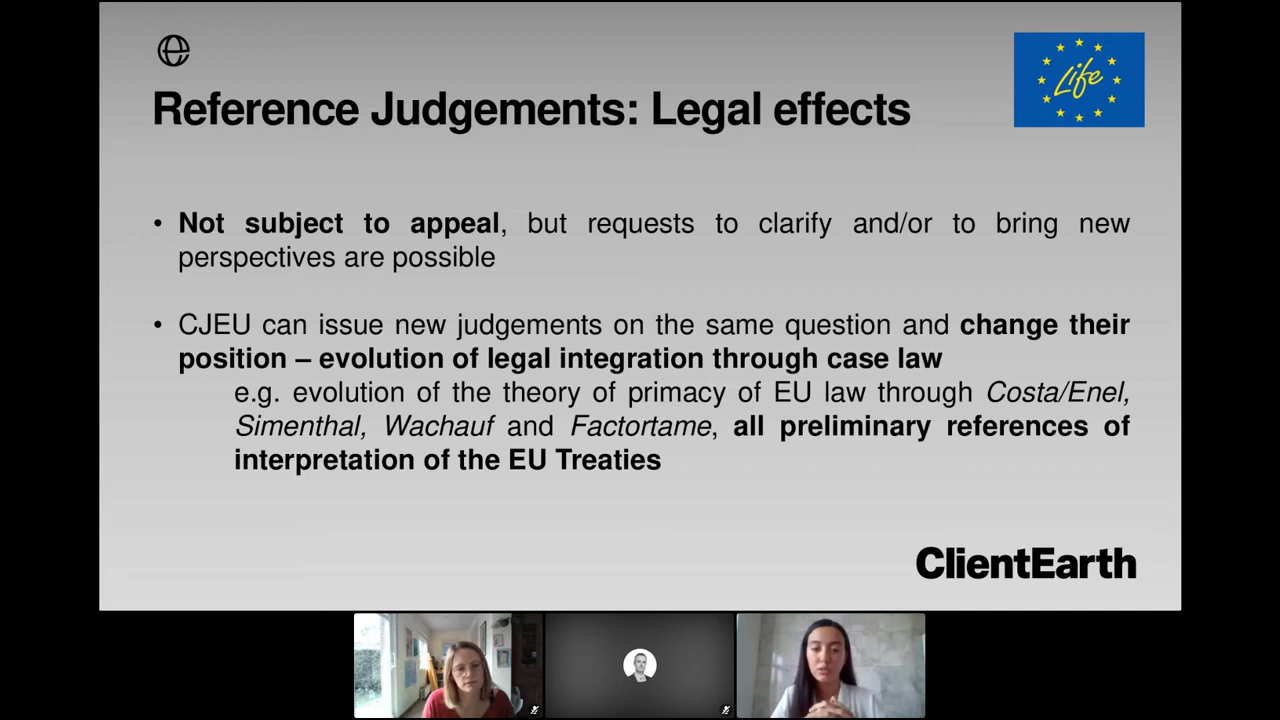 Reference Judgements: Legal effects
Life
• Not subject to appeal, but requests to clarify and/or to bring new
perspectives are possible
• CJEU can issue new judgements on the same question and change their
position – evolution of legal integration through case law
e.g. evolution of the theory of primacy of EU law through Costa/Enel,
Simenthal, Wachauf and Factortame, all preliminary references of
interpretation of the EU Treaties
ClientEarth